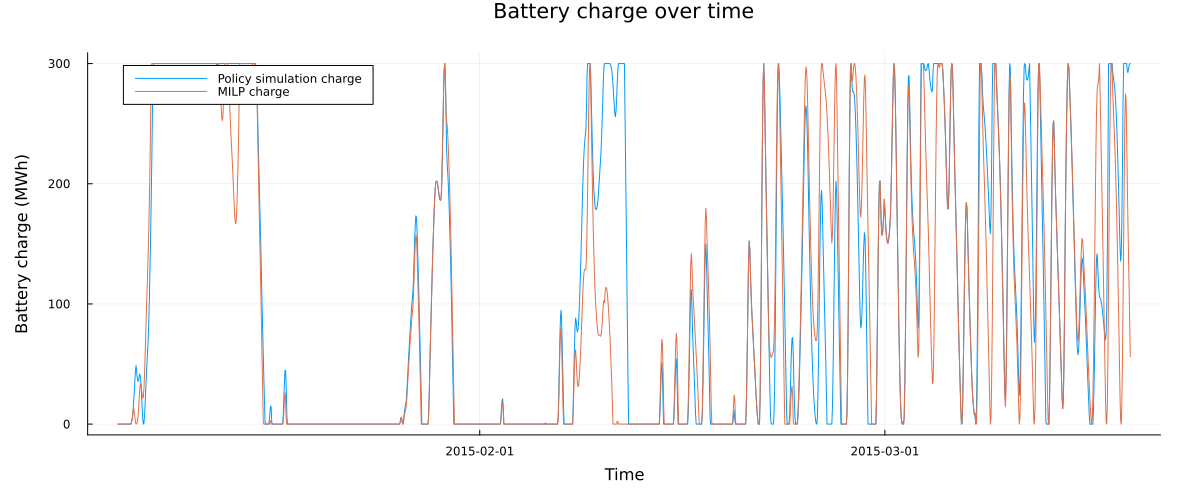 Battery charge over time
Battery charge (MWh)
300
200
100
0
Policy simulation charge
MILP charge
2015-02-01
2015-03-01
Time